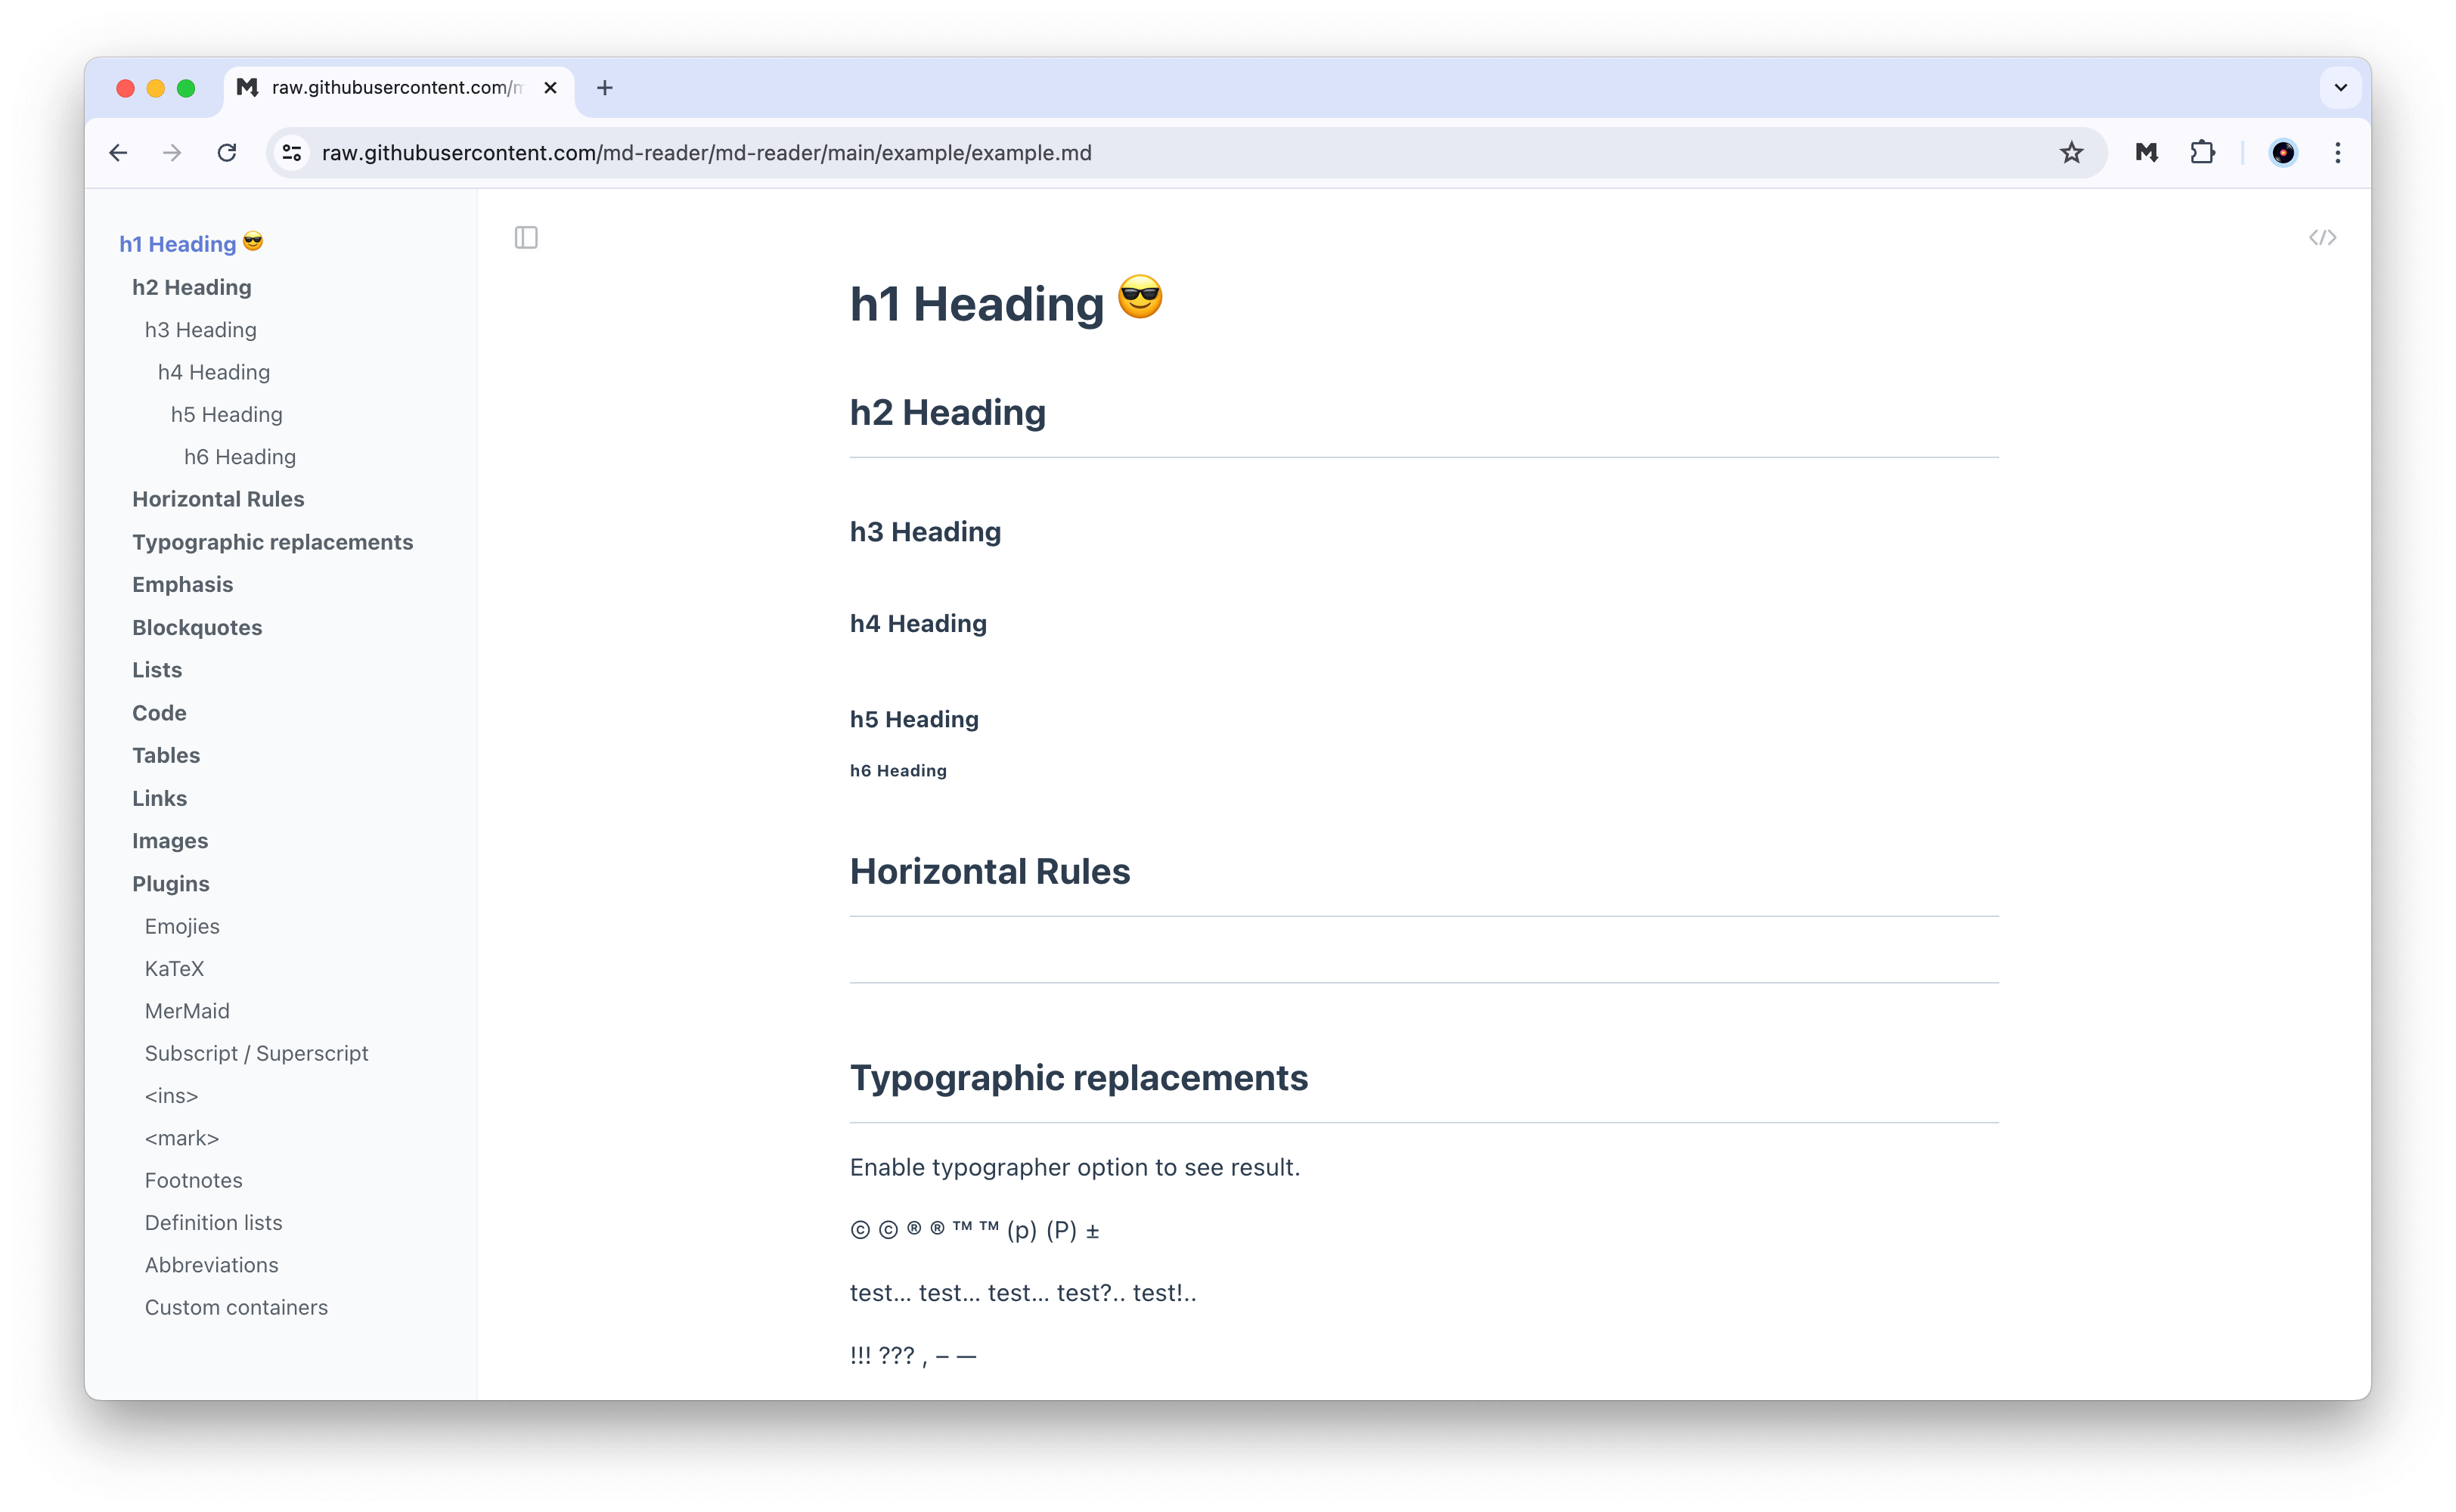 raw.githubusercontent.com/m
raw.githubusercontent.com/md-reader/md-reader/main/example/example.md
h1 Heading 😎
h2 Heading
h3 Heading
h4 Heading
h5 Heading
h6 Heading
Horizontal Rules
Typographic replacements
Emphasis
Blockquotes
Lists
Code
Tables
Links
Images
Plugins
Emojies
KaTeX
MerMaid
Subscript / Superscript
<ins>
<mark>
Footnotes
Definition lists
Abbreviations
Custom containers
h1 Heading 😎
h2 Heading
h3 Heading
h4 Heading
h5 Heading
h6 Heading
Horizontal Rules
Typographic replacements
Enable typographer option to see result.
© © ® ® ™ ™ (p) (P) ±
test… test… test… test?.. test!..
!!! ??? , – —